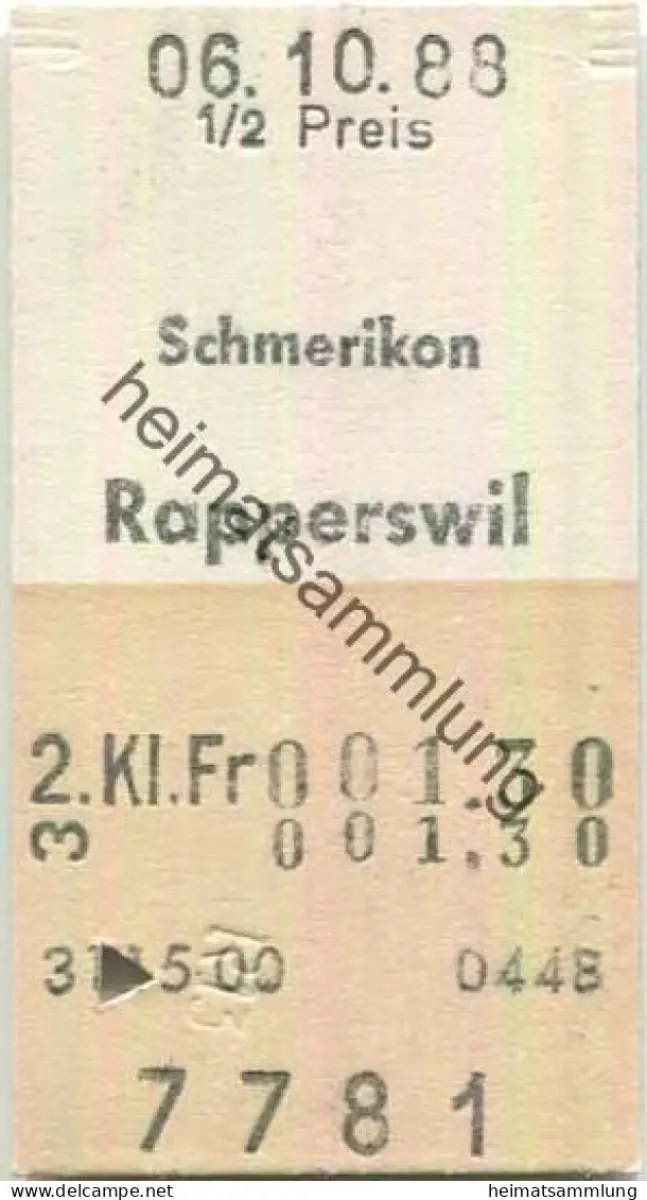 06.10.88
1/2 Preis
Schmerikon
Rapperswil
heimatsammlung
2.Kl.Fr 001.30
3 001.30
0448
7781
© DELCAMPE - www.delcampe.net
heimatsammlung